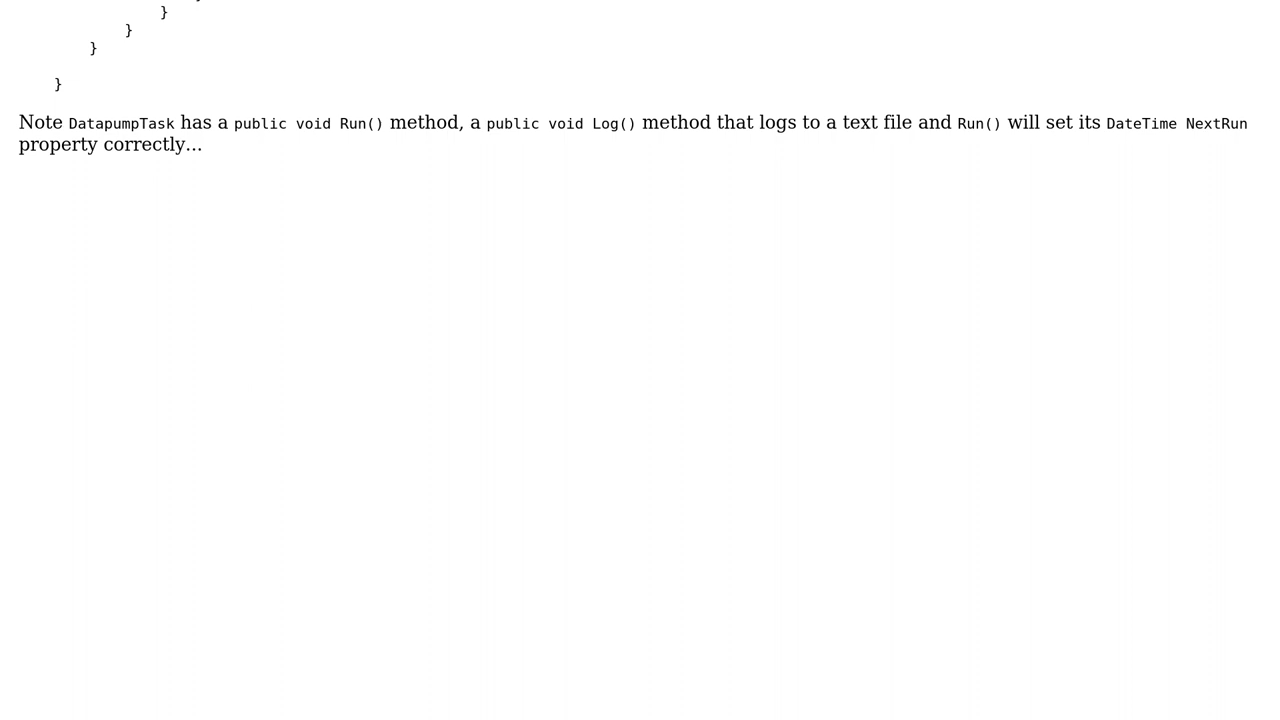 }
}
}
}
Note DatapumpTask has a public void Run() method, a public void Log() method that logs to a text file and Run() will set its DateTime NextRun
property correctly...